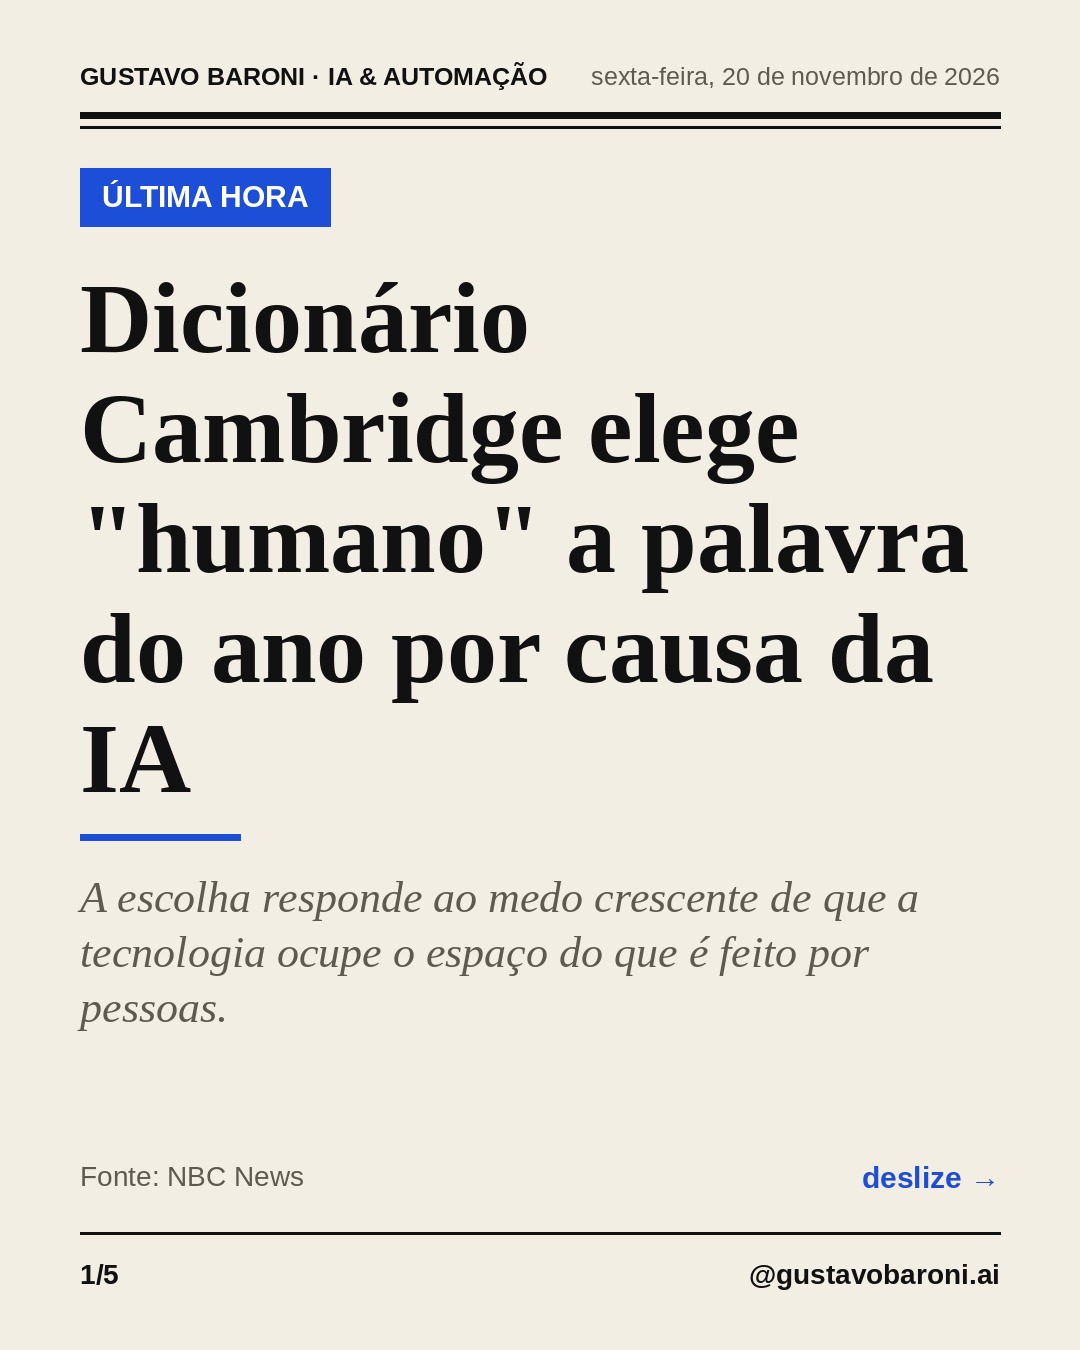 GUSTAVO BARONI · IA & AUTOMAÇÃO sexta-feira, 20 de novembro de 2026
ÚLTIMA HORA
Dicionário
Cambridge elege
"humano" a palavra
do ano por causa da
IA
A escolha responde ao medo crescente de que a
tecnologia ocupe o espaço do que é feito por
pessoas.
Fonte: NBC News deslize →
1/5 @gustavobaroni.ai